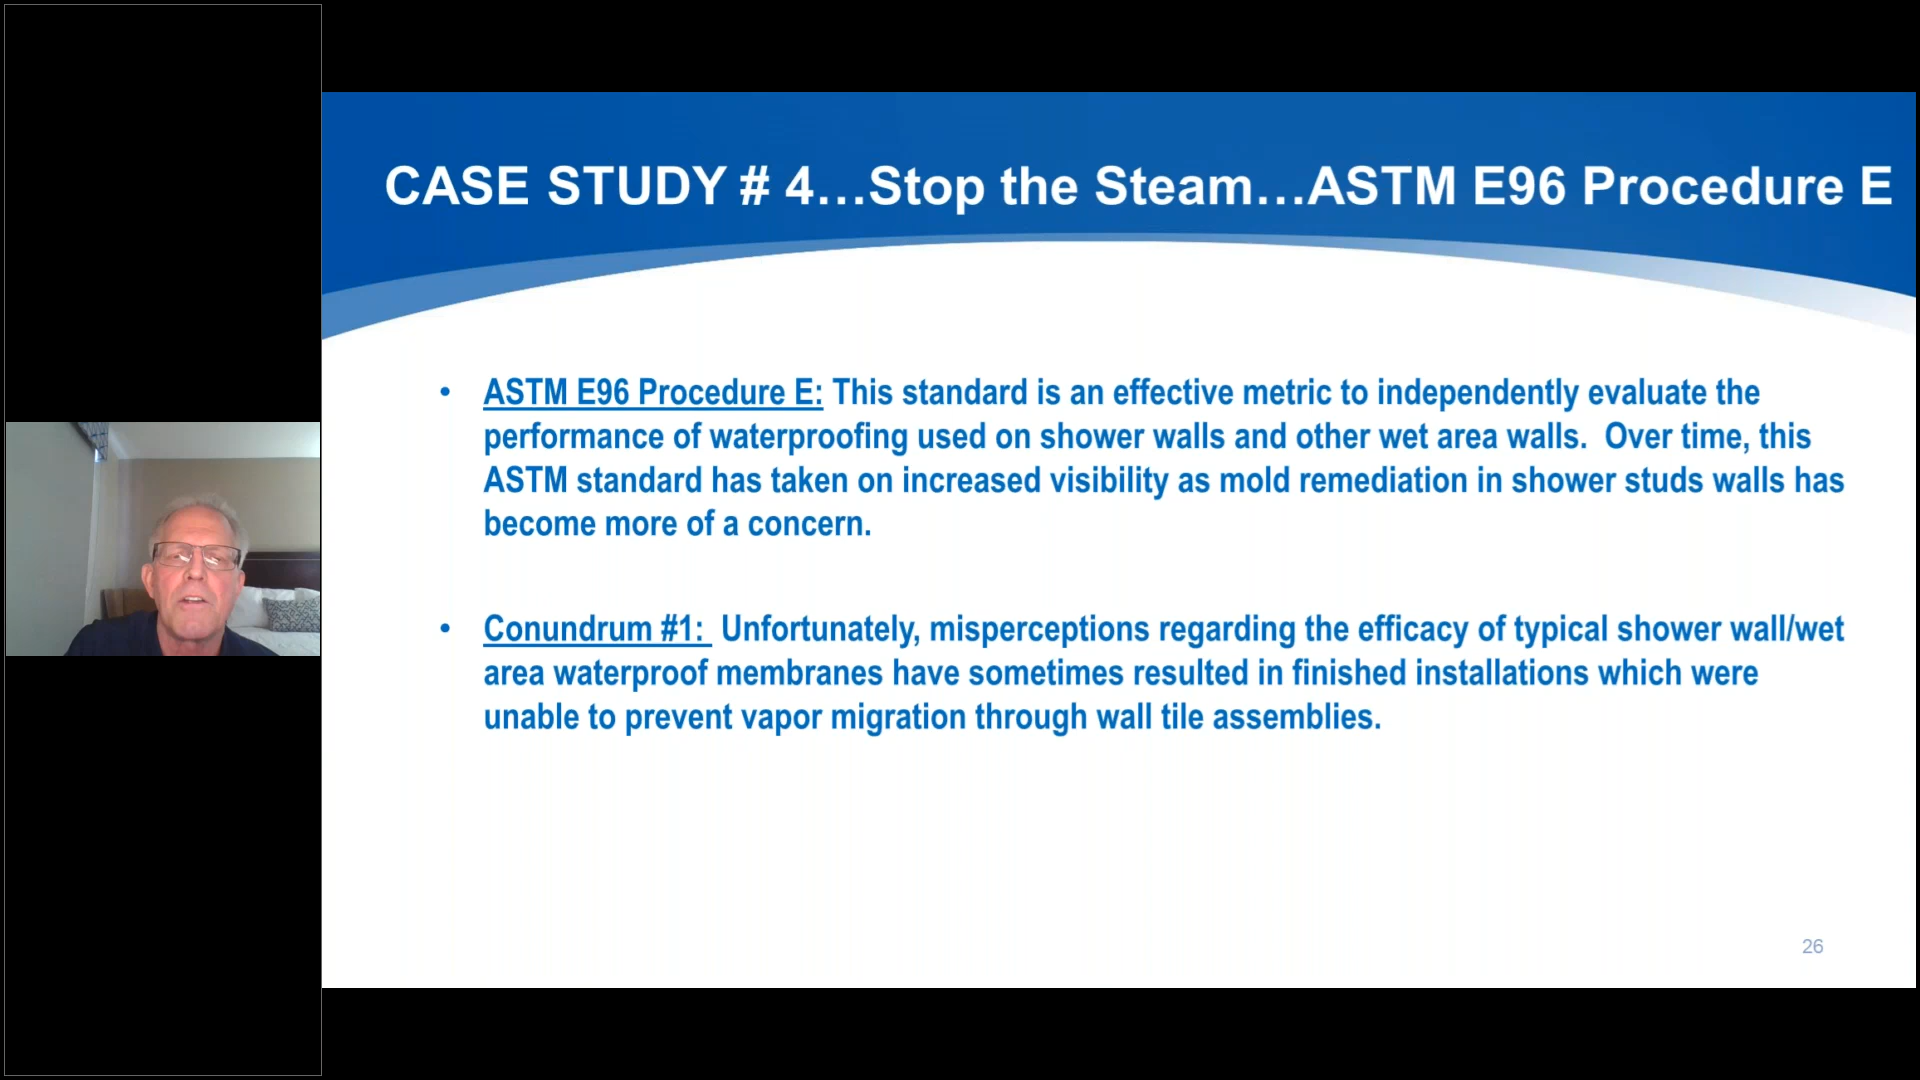 CASE STUDY # 4…Stop the Steam…ASTM E96 Procedure E
• ASTM E96 Procedure E: This standard is an effective metric to independently evaluate the
performance of waterproofing used on shower walls and other wet area walls.  Over time, this
ASTM standard has taken on increased visibility as mold remediation in shower studs walls has
become more of a concern.
• Conundrum #1:  Unfortunately, misperceptions regarding the efficacy of typical shower wall/wet
area waterproof membranes have sometimes resulted in finished installations which were
unable to prevent vapor migration through wall tile assemblies.
26